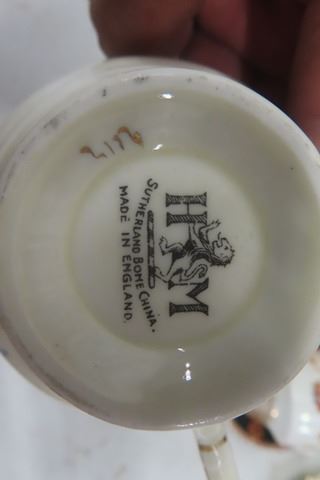 H M
SUTHERLAND BONE CHINA.
MADE IN ENGLAND.